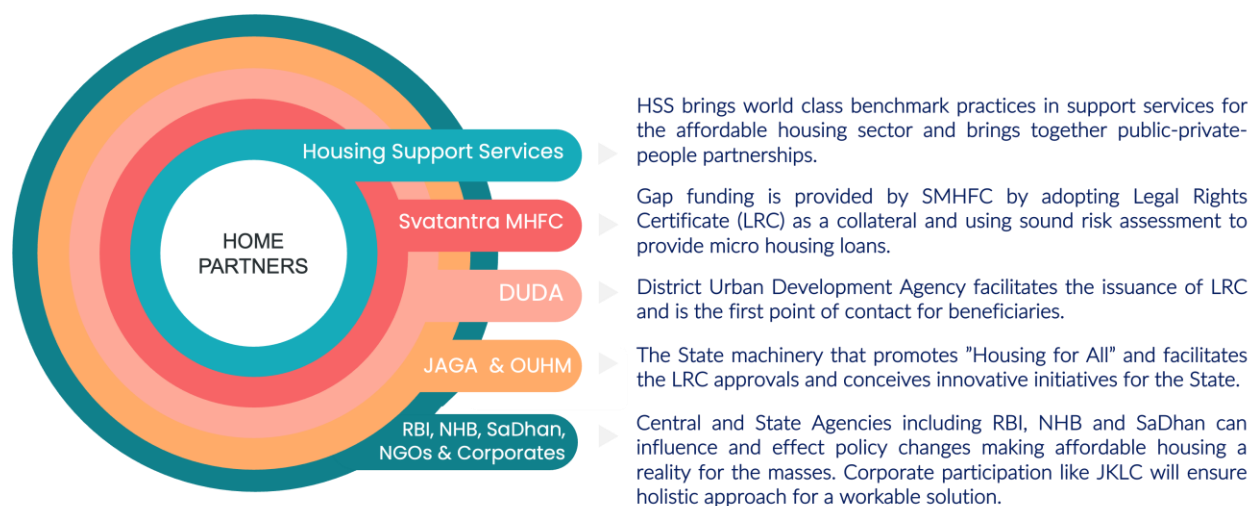 HOME
PARTNERS
Housing Support Services
HSS brings world class benchmark practices in support services for
the affordable housing sector and brings together public-private-
people partnerships.
Svatantra MHFC
Gap funding is provided by SMHFC by adopting Legal Rights
Certificate (LRC) as a collateral and using sound risk assessment to
provide micro housing loans.
DUDA
District Urban Development Agency facilitates the issuance of LRC
and is the first point of contact for beneficiaries.
JAGA & OUHM
The State machinery that promotes ”Housing for All” and facilitates
the LRC approvals and conceives innovative initiatives for the State.
RBI, NHB, SaDhan,
NGOs & Corporates
Central and State Agencies including RBI, NHB and SaDhan can
influence and effect policy changes making affordable housing a
reality for the masses. Corporate participation like JKLC will ensure
holistic approach for a workable solution.